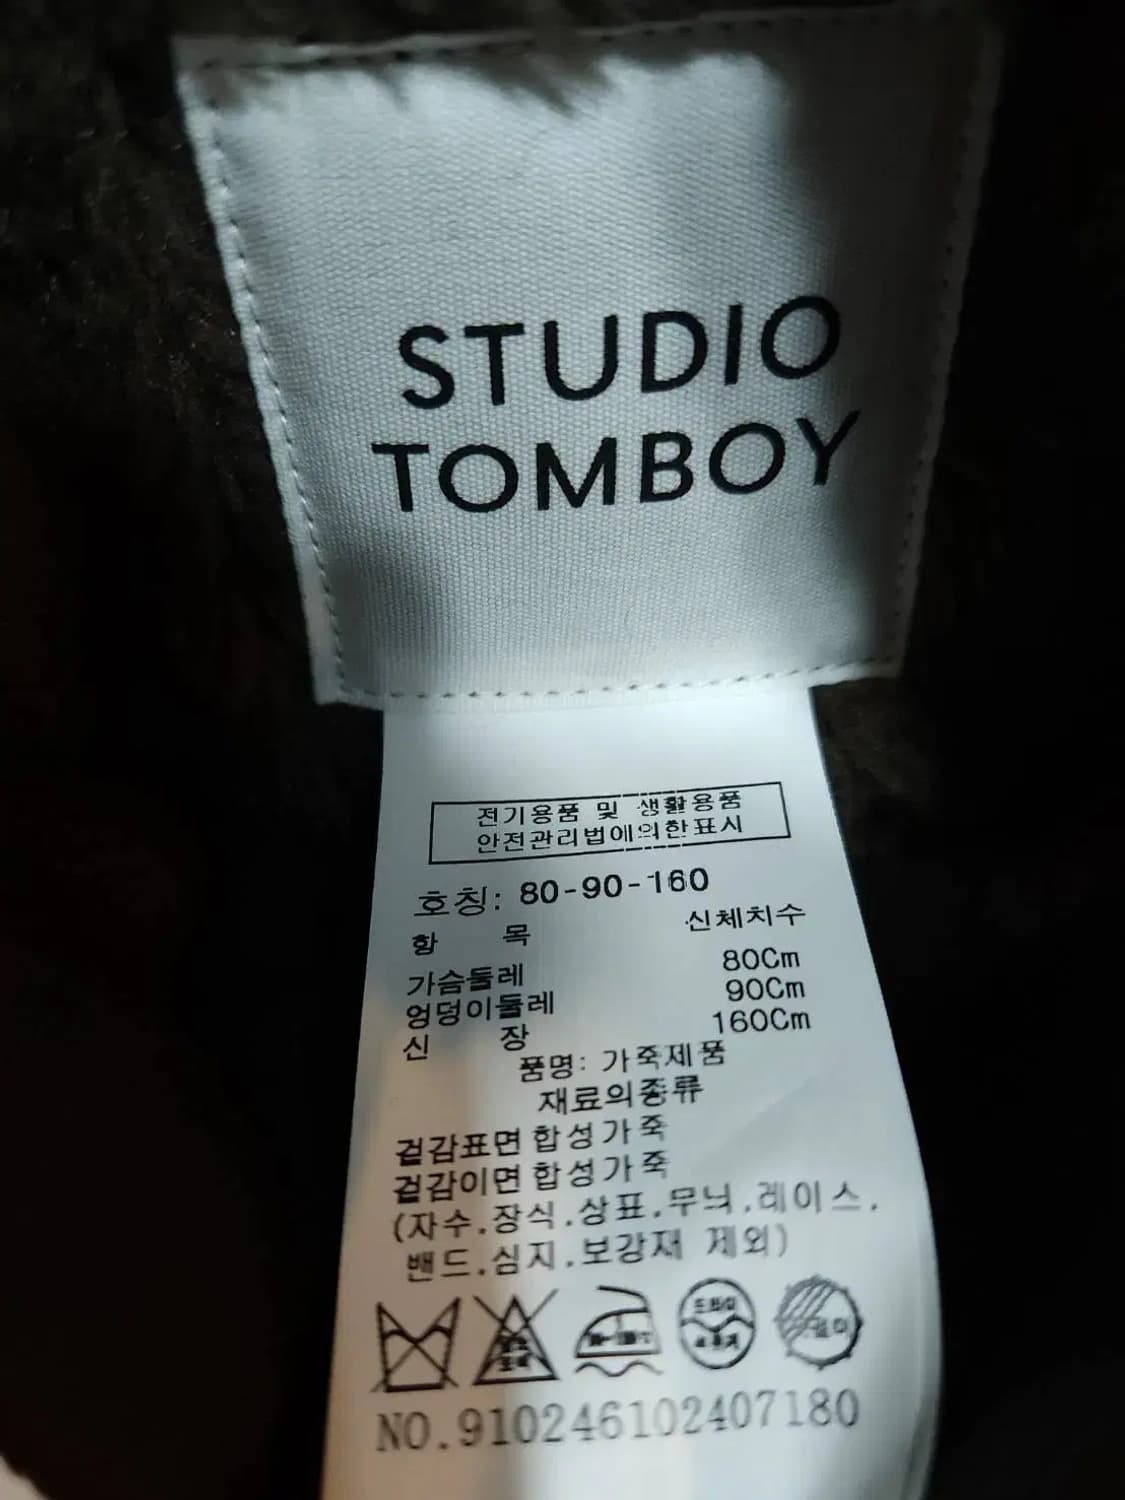 STUDIO
TOMBOY
전기용품 및 생활용품
안전관리법에의한표시
호칭: 80-90-160
항 목 신체치수
가슴둘레 80Cm
엉덩이둘레 90Cm
신 장 160Cm
품명: 가죽제품
재료의종류
겉감표면 합성가죽
겉감이면 합성가죽
(자수.장식.상표.무늬.레이스.
밴드.심지.보강재 제외)
드라이
NO.910246102407180